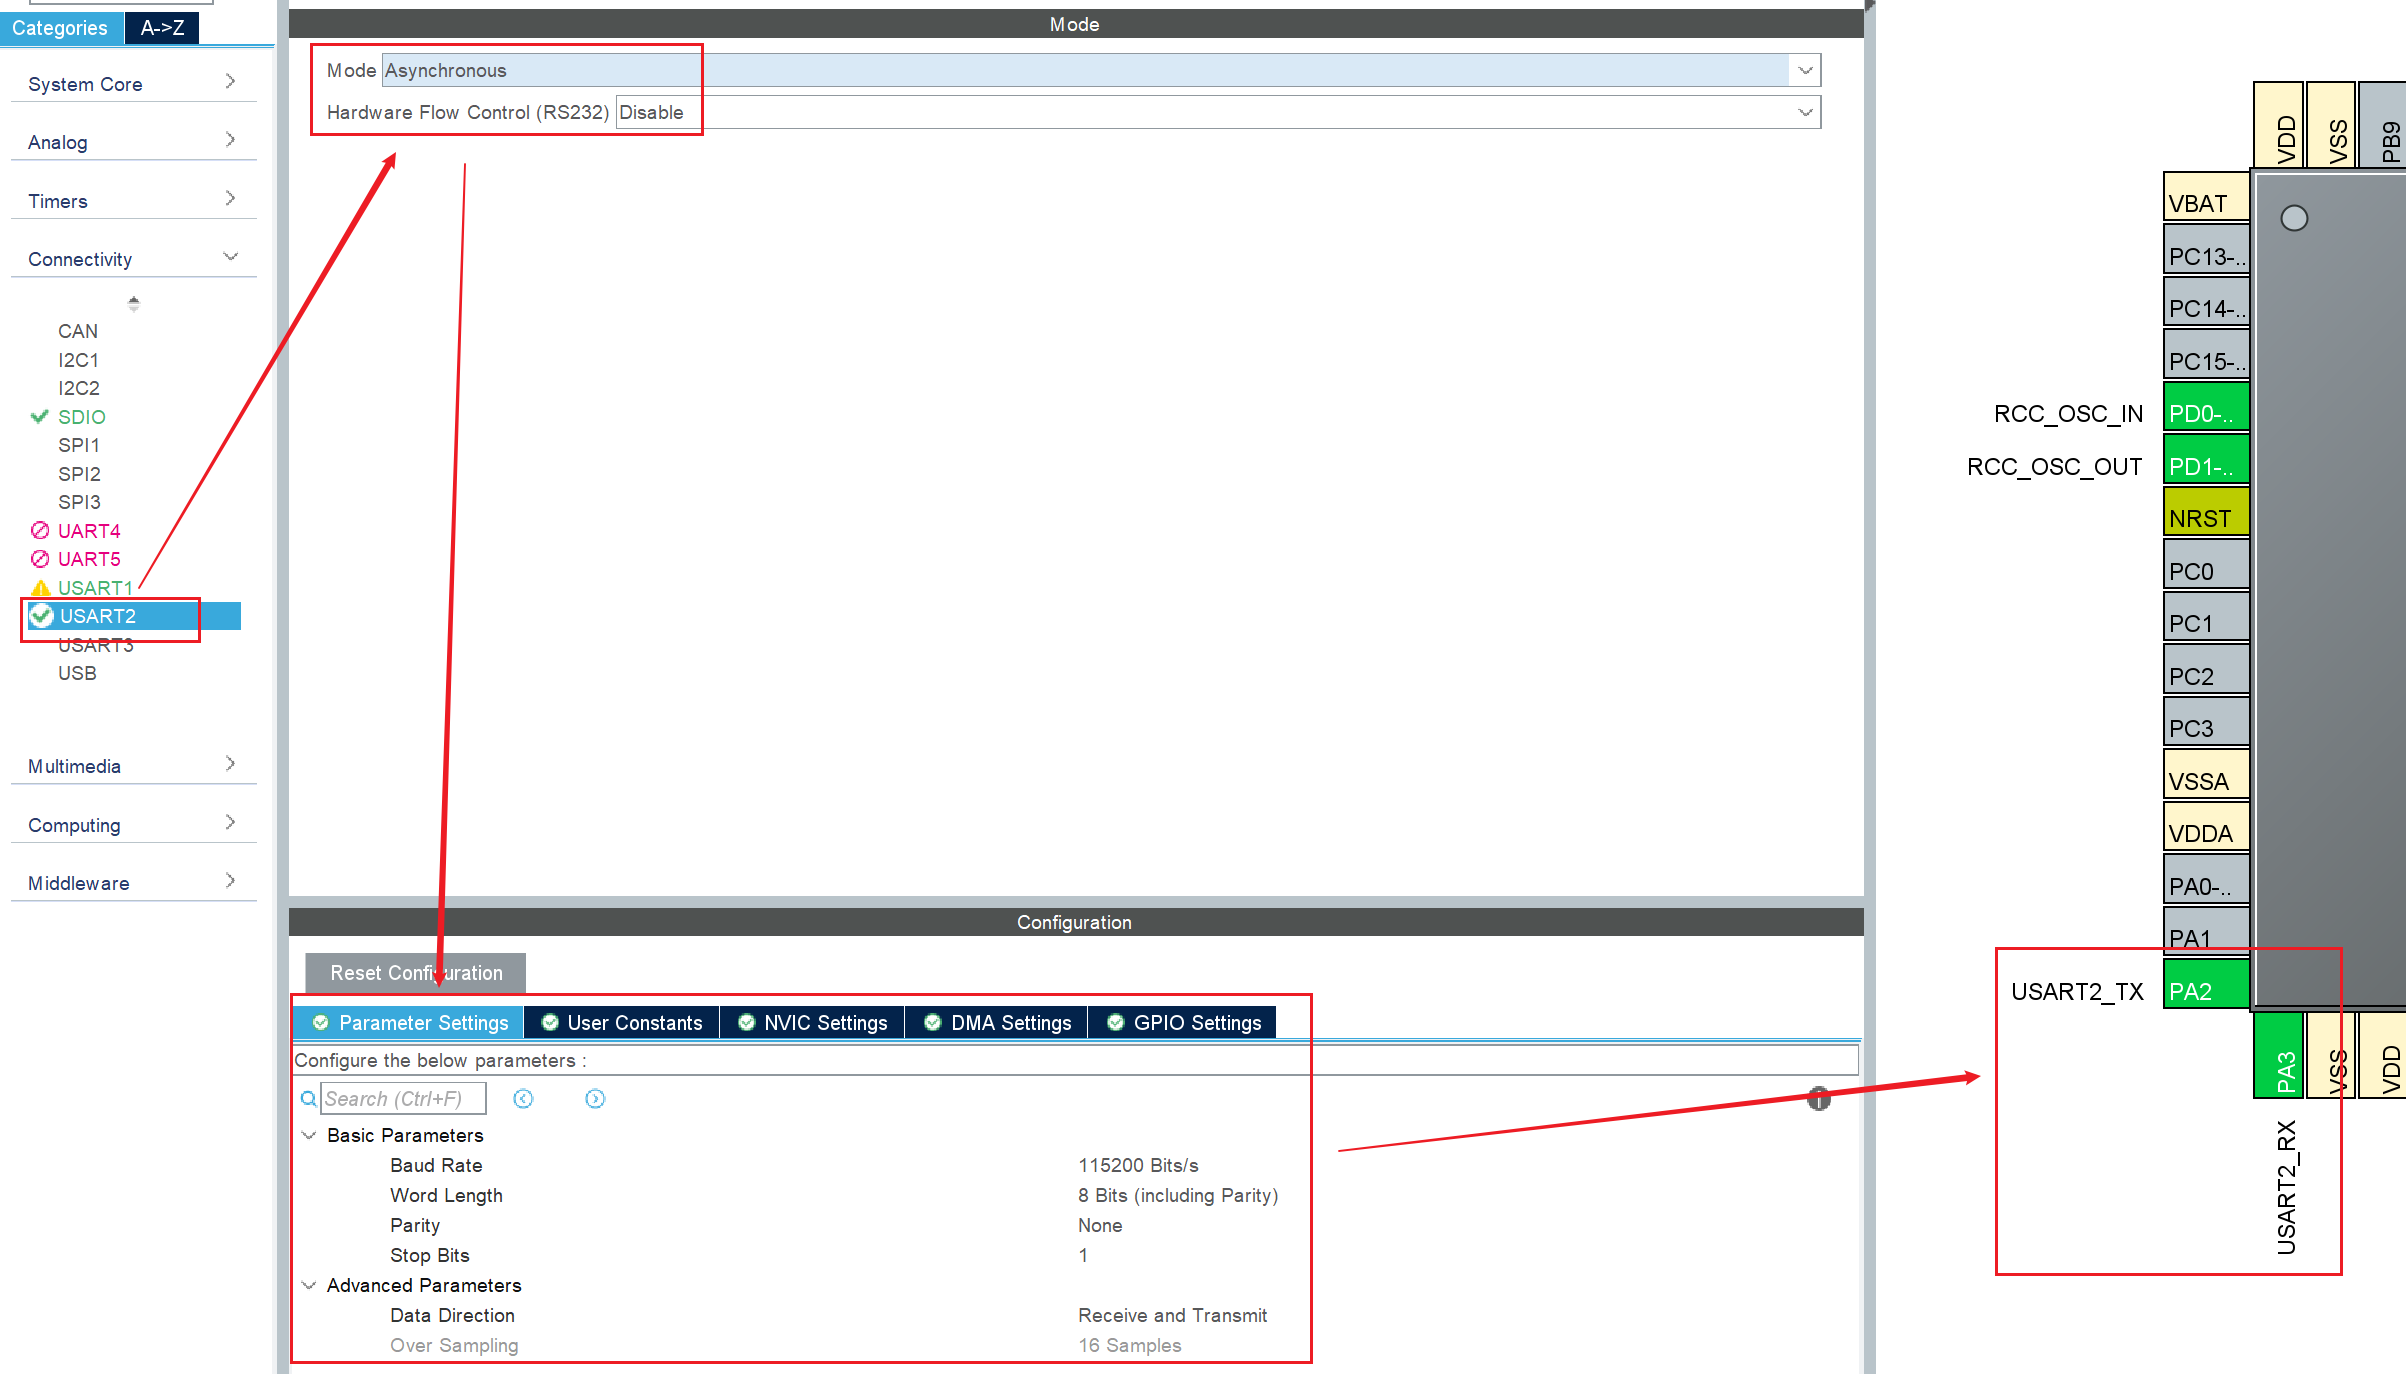 Categories
A->Z
System Core
Analog
Timers
Connectivity
CAN
I2C1
I2C2
SDIO
SPI1
SPI2
SPI3
UART4
UART5
USART1
USART2
USART3
USB
Multimedia
Computing
Middleware
Mode
Mode Asynchronous
Hardware Flow Control (RS232) Disable
Configuration
Reset Configuration
Parameter Settings
User Constants
NVIC Settings
DMA Settings
GPIO Settings
Configure the below parameters :
Search (Ctrl+F)
Basic Parameters
Baud Rate 115200 Bits/s
Word Length 8 Bits (including Parity)
Parity None
Stop Bits 1
Advanced Parameters
Data Direction Receive and Transmit
Over Sampling 16 Samples
VDD
VSS
PB9
VBAT
PC13-..
PC14-..
PC15-..
RCC_OSC_IN PD0-..
RCC_OSC_OUT PD1-..
NRST
PC0
PC1
PC2
PC3
VSSA
VDDA
PA0-..
PA1
USART2_TX PA2
PA3
VSS
VDD
USART2_RX